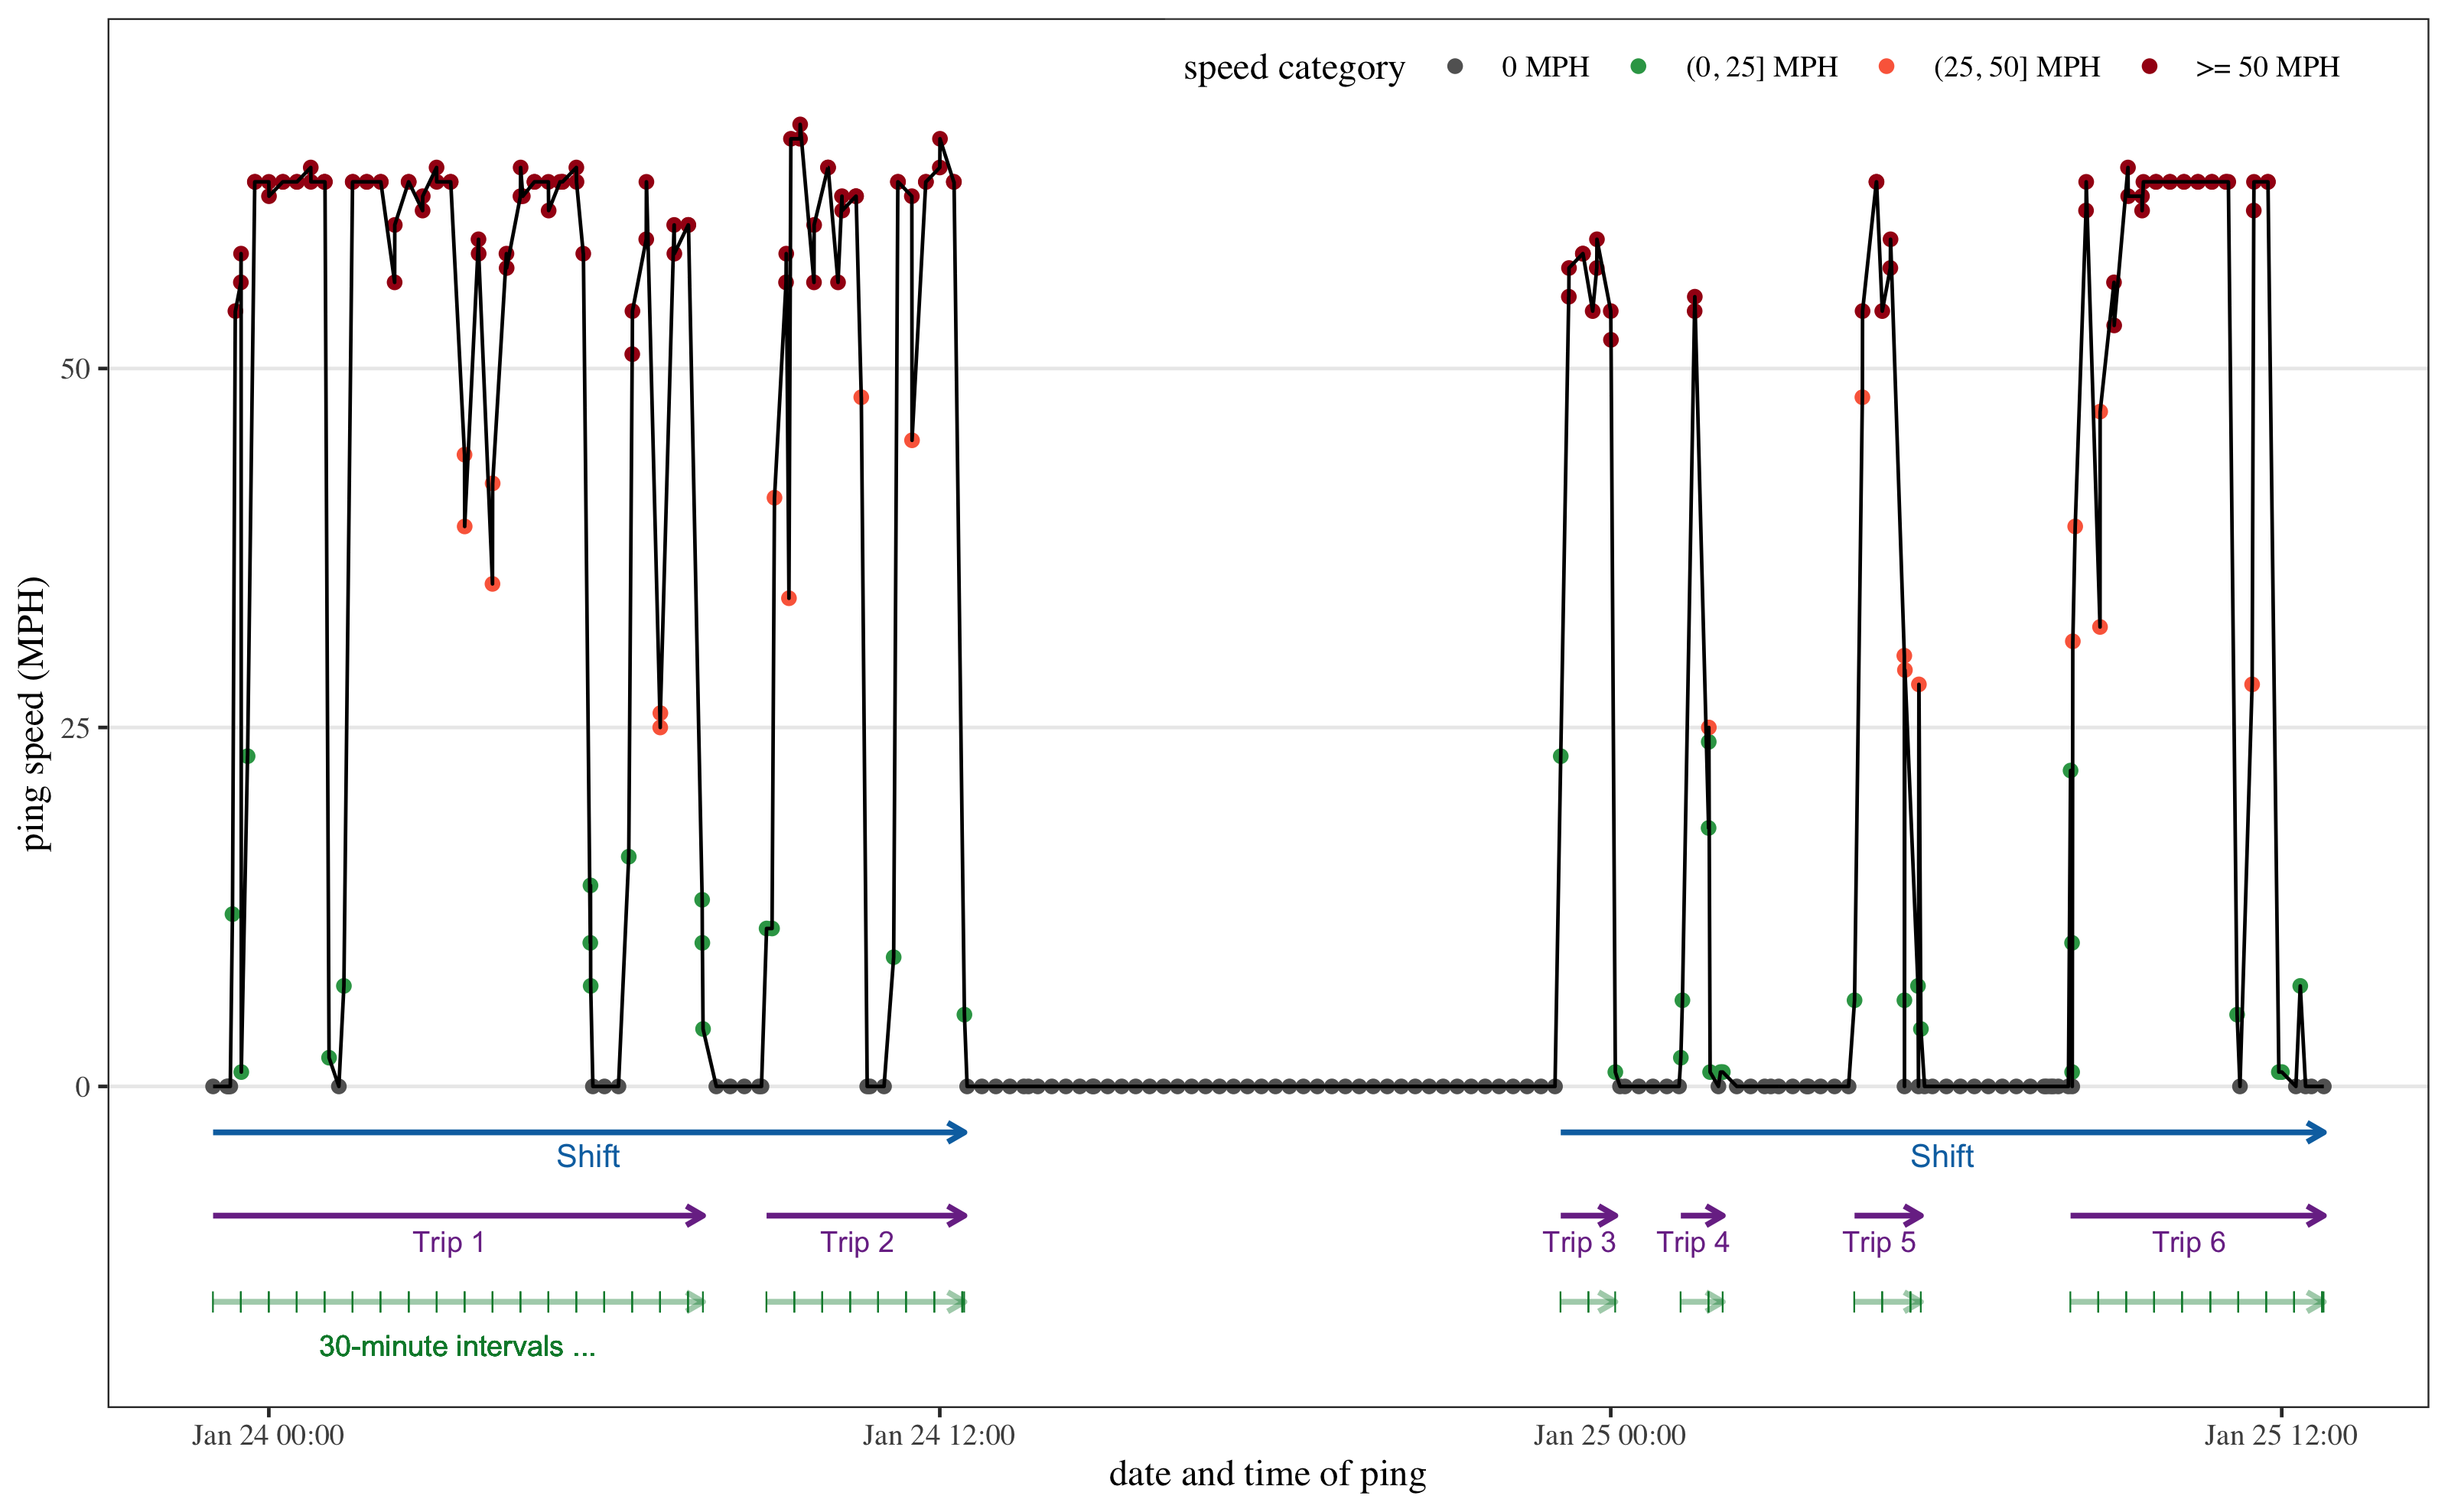 speed category 0 MPH (0, 25] MPH (25, 50] MPH >= 50 MPH
50
25
0
ping speed (MPH)
Shift Shift
Trip 1 Trip 2 Trip 3 Trip 4 Trip 5 Trip 6
30-minute intervals ...
Jan 24 00:00 Jan 24 12:00 Jan 25 00:00 Jan 25 12:00
date and time of ping